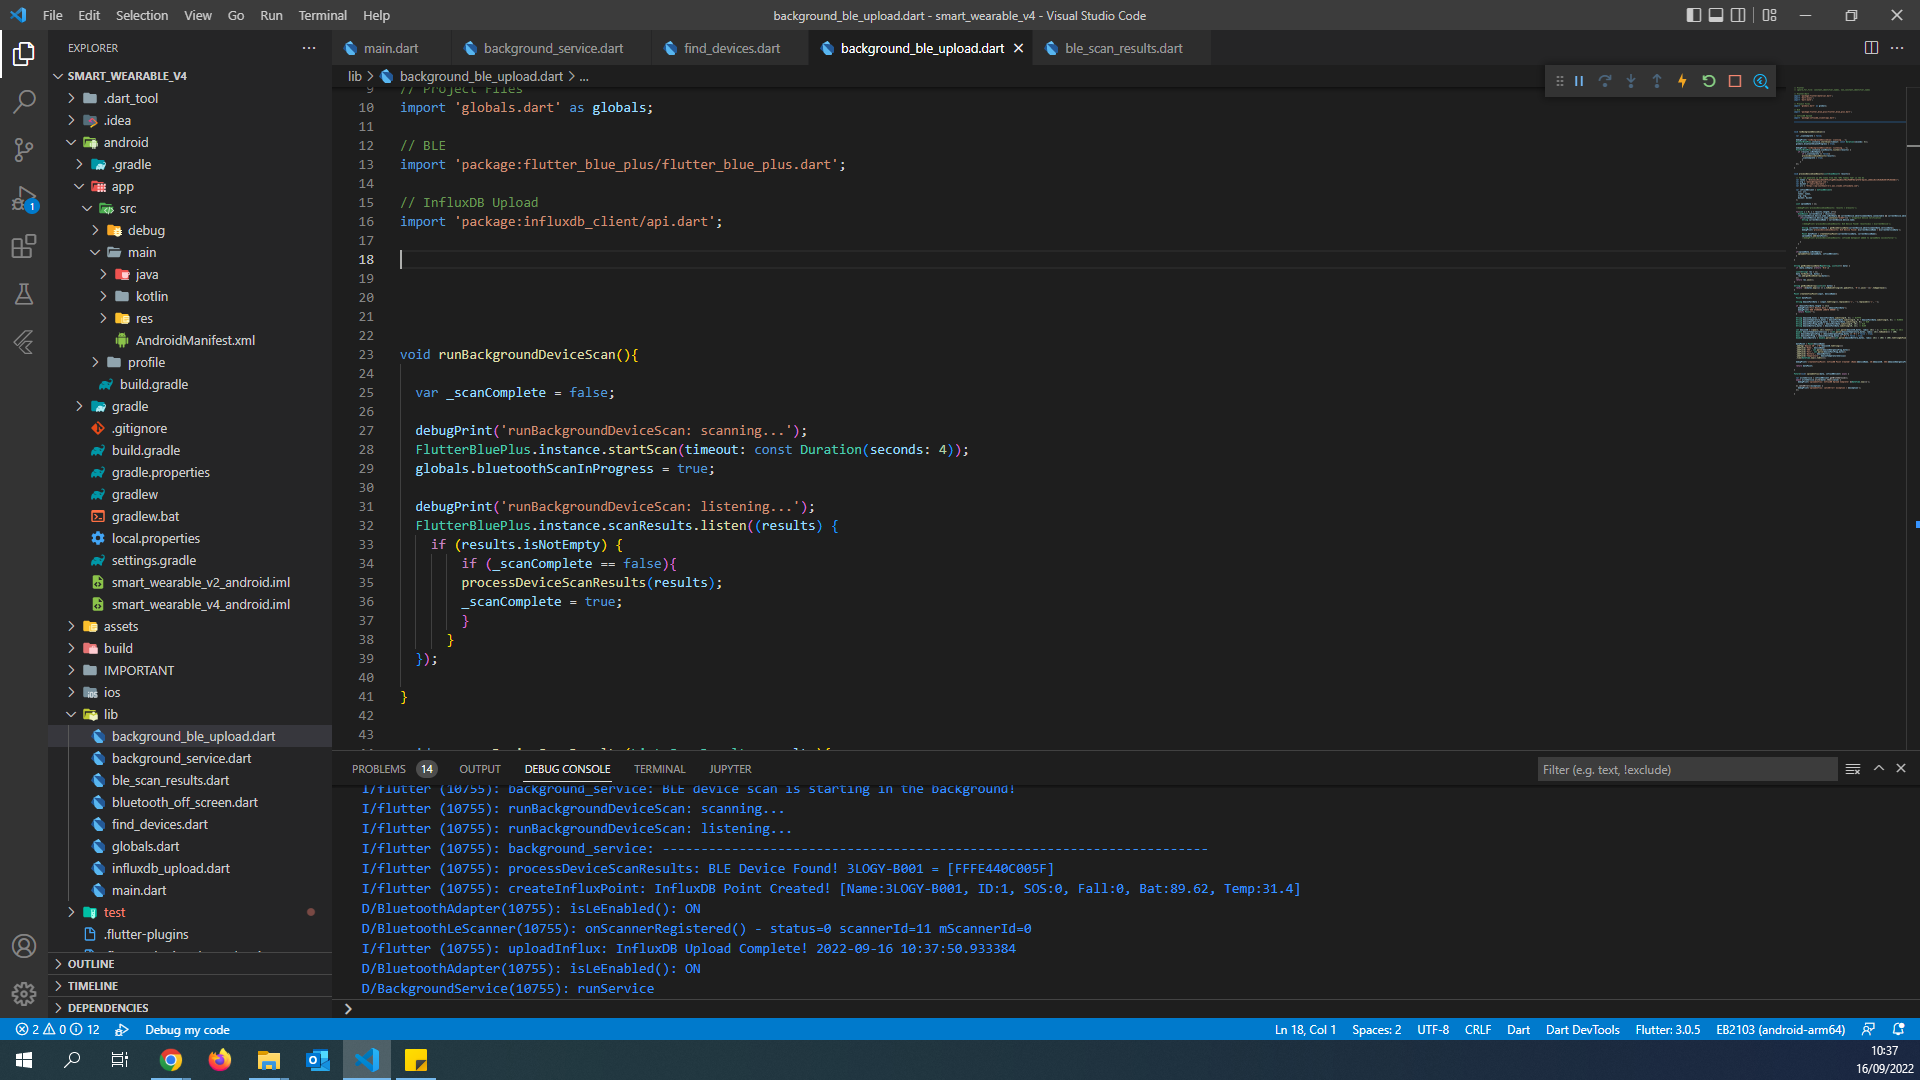 File Edit Selection View Go Run Terminal Help
background_ble_upload.dart - smart_wearable_v4 - Visual Studio Code
EXPLORER
SMART_WEARABLE_V4
.dart_tool
.idea
android
.gradle
app
src
debug
main
java
kotlin
res
AndroidManifest.xml
profile
build.gradle
gradle
.gitignore
build.gradle
gradle.properties
gradlew
gradlew.bat
local.properties
settings.gradle
smart_wearable_v2_android.iml
smart_wearable_v4_android.iml
assets
build
IMPORTANT
ios
lib
background_ble_upload.dart
background_service.dart
ble_scan_results.dart
bluetooth_off_screen.dart
find_devices.dart
globals.dart
influxdb_upload.dart
main.dart
test
.flutter-plugins
OUTLINE
TIMELINE
DEPENDENCIES
main.dart background_service.dart find_devices.dart background_ble_upload.dart ble_scan_results.dart
lib > background_ble_upload.dart > ...
9 // Project Files
10 import 'globals.dart' as globals;
11
12 // BLE
13 import 'package:flutter_blue_plus/flutter_blue_plus.dart';
14
15 // InfluxDB Upload
16 import 'package:influxdb_client/api.dart';
17
18
19
20
21
22
23 void runBackgroundDeviceScan(){
24
25 var _scanComplete = false;
26
27 debugPrint('runBackgroundDeviceScan: scanning...');
28 FlutterBluePlus.instance.startScan(timeout: const Duration(seconds: 4));
29 globals.bluetoothScanInProgress = true;
30
31 debugPrint('runBackgroundDeviceScan: listening...');
32 FlutterBluePlus.instance.scanResults.listen((results) {
33 if (results.isNotEmpty) {
34 if (_scanComplete == false){
35 processDeviceScanResults(results);
36 _scanComplete = true;
37 }
38 }
39 });
40
41 }
42
43
PROBLEMS 14 OUTPUT DEBUG CONSOLE TERMINAL JUPYTER
Filter (e.g. text, !exclude)
I/flutter (10755): background_service: BLE device scan is starting in the background!
I/flutter (10755): runBackgroundDeviceScan: scanning...
I/flutter (10755): runBackgroundDeviceScan: listening...
I/flutter (10755): background_service: -----------------------------------------------------------------------
I/flutter (10755): processDeviceScanResults: BLE Device Found! 3LOGY-B001 = [FFFE440C005F]
I/flutter (10755): createInfluxPoint: InfluxDB Point Created! [Name:3LOGY-B001, ID:1, SOS:0, Fall:0, Bat:89.62, Temp:31.4]
D/BluetoothAdapter(10755): isLeEnabled(): ON
D/BluetoothLeScanner(10755): onScannerRegistered() - status=0 scannerId=11 mScannerId=0
I/flutter (10755): uploadInflux: InfluxDB Upload Complete! 2022-09-16 10:37:50.933384
D/BluetoothAdapter(10755): isLeEnabled(): ON
D/BackgroundService(10755): runService
1
2 0 12 Debug my code
Ln 18, Col 1 Spaces: 2 UTF-8 CRLF Dart Dart DevTools Flutter: 3.0.5 EB2103 (android-arm64)
10:37
16/09/2022